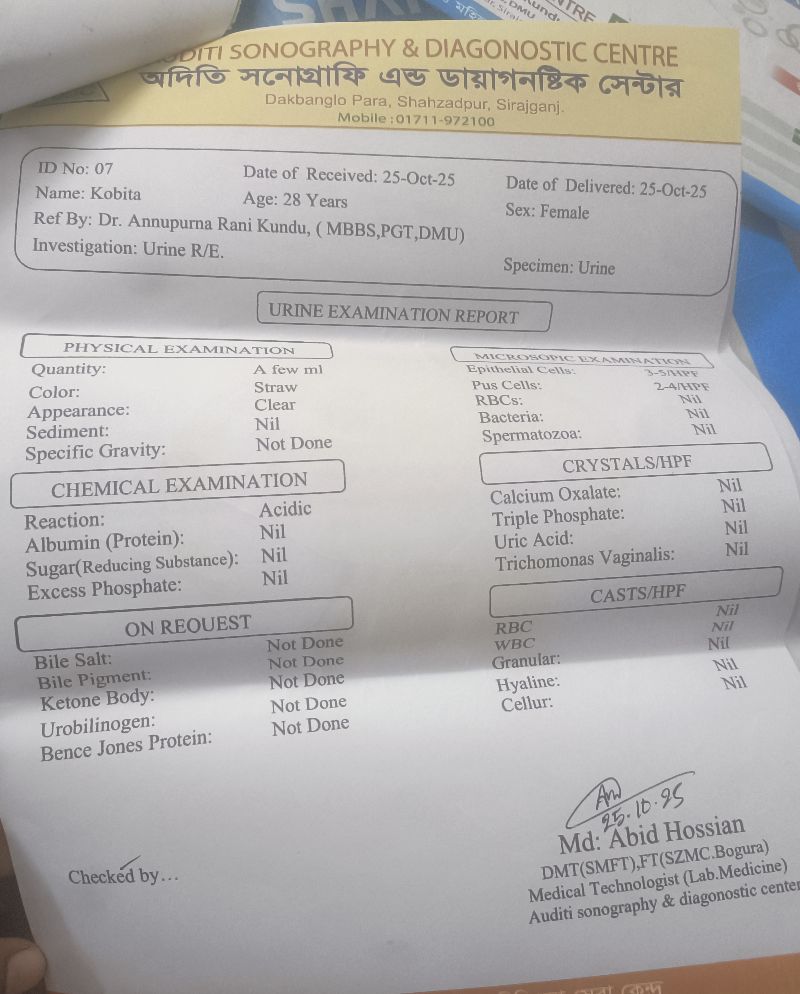 UDITI SONOGRAPHY & DIAGONOSTIC CENTRE
অদিতি সনোগ্রাফি এন্ড ডায়াগনষ্টিক সেন্টার
Dakbanglo Para, Shahzadpur, Sirajganj.
Mobile :01711-972100
ID No: 07 Date of Received: 25-Oct-25 Date of Delivered: 25-Oct-25
Name: Kobita Age: 28 Years Sex: Female
Ref By: Dr. Annupurna Rani Kundu, ( MBBS,PGT,DMU)
Investigation: Urine R/E. Specimen: Urine
URINE EXAMINATION REPORT
PHYSICAL EXAMINATION
Quantity: A few ml
Color: Straw
Appearance: Clear
Sediment: Nil
Specific Gravity: Not Done
CHEMICAL EXAMINATION
Reaction: Acidic
Albumin (Protein): Nil
Sugar(Reducing Substance): Nil
Excess Phosphate: Nil
ON REOUEST
Bile Salt: Not Done
Bile Pigment: Not Done
Ketone Body: Not Done
Urobilinogen: Not Done
Bence Jones Protein: Not Done
MICROSOPIC EXAMINATION
Epithelial Cells: 3-5/HPF
Pus Cells: 2-4/HPF
RBCs: Nil
Bacteria: Nil
Spermatozoa: Nil
CRYSTALS/HPF
Calcium Oxalate: Nil
Triple Phosphate: Nil
Uric Acid: Nil
Trichomonas Vaginalis: Nil
CASTS/HPF
RBC Nil
WBC Nil
Granular: Nil
Hyaline: Nil
Cellur: Nil
25.10.25
Md: Abid Hossian
DMT(SMFT),FT(SZMC.Bogura)
Medical Technologist (Lab.Medicine)
Auditi sonography & diagonostic center
Checked by...